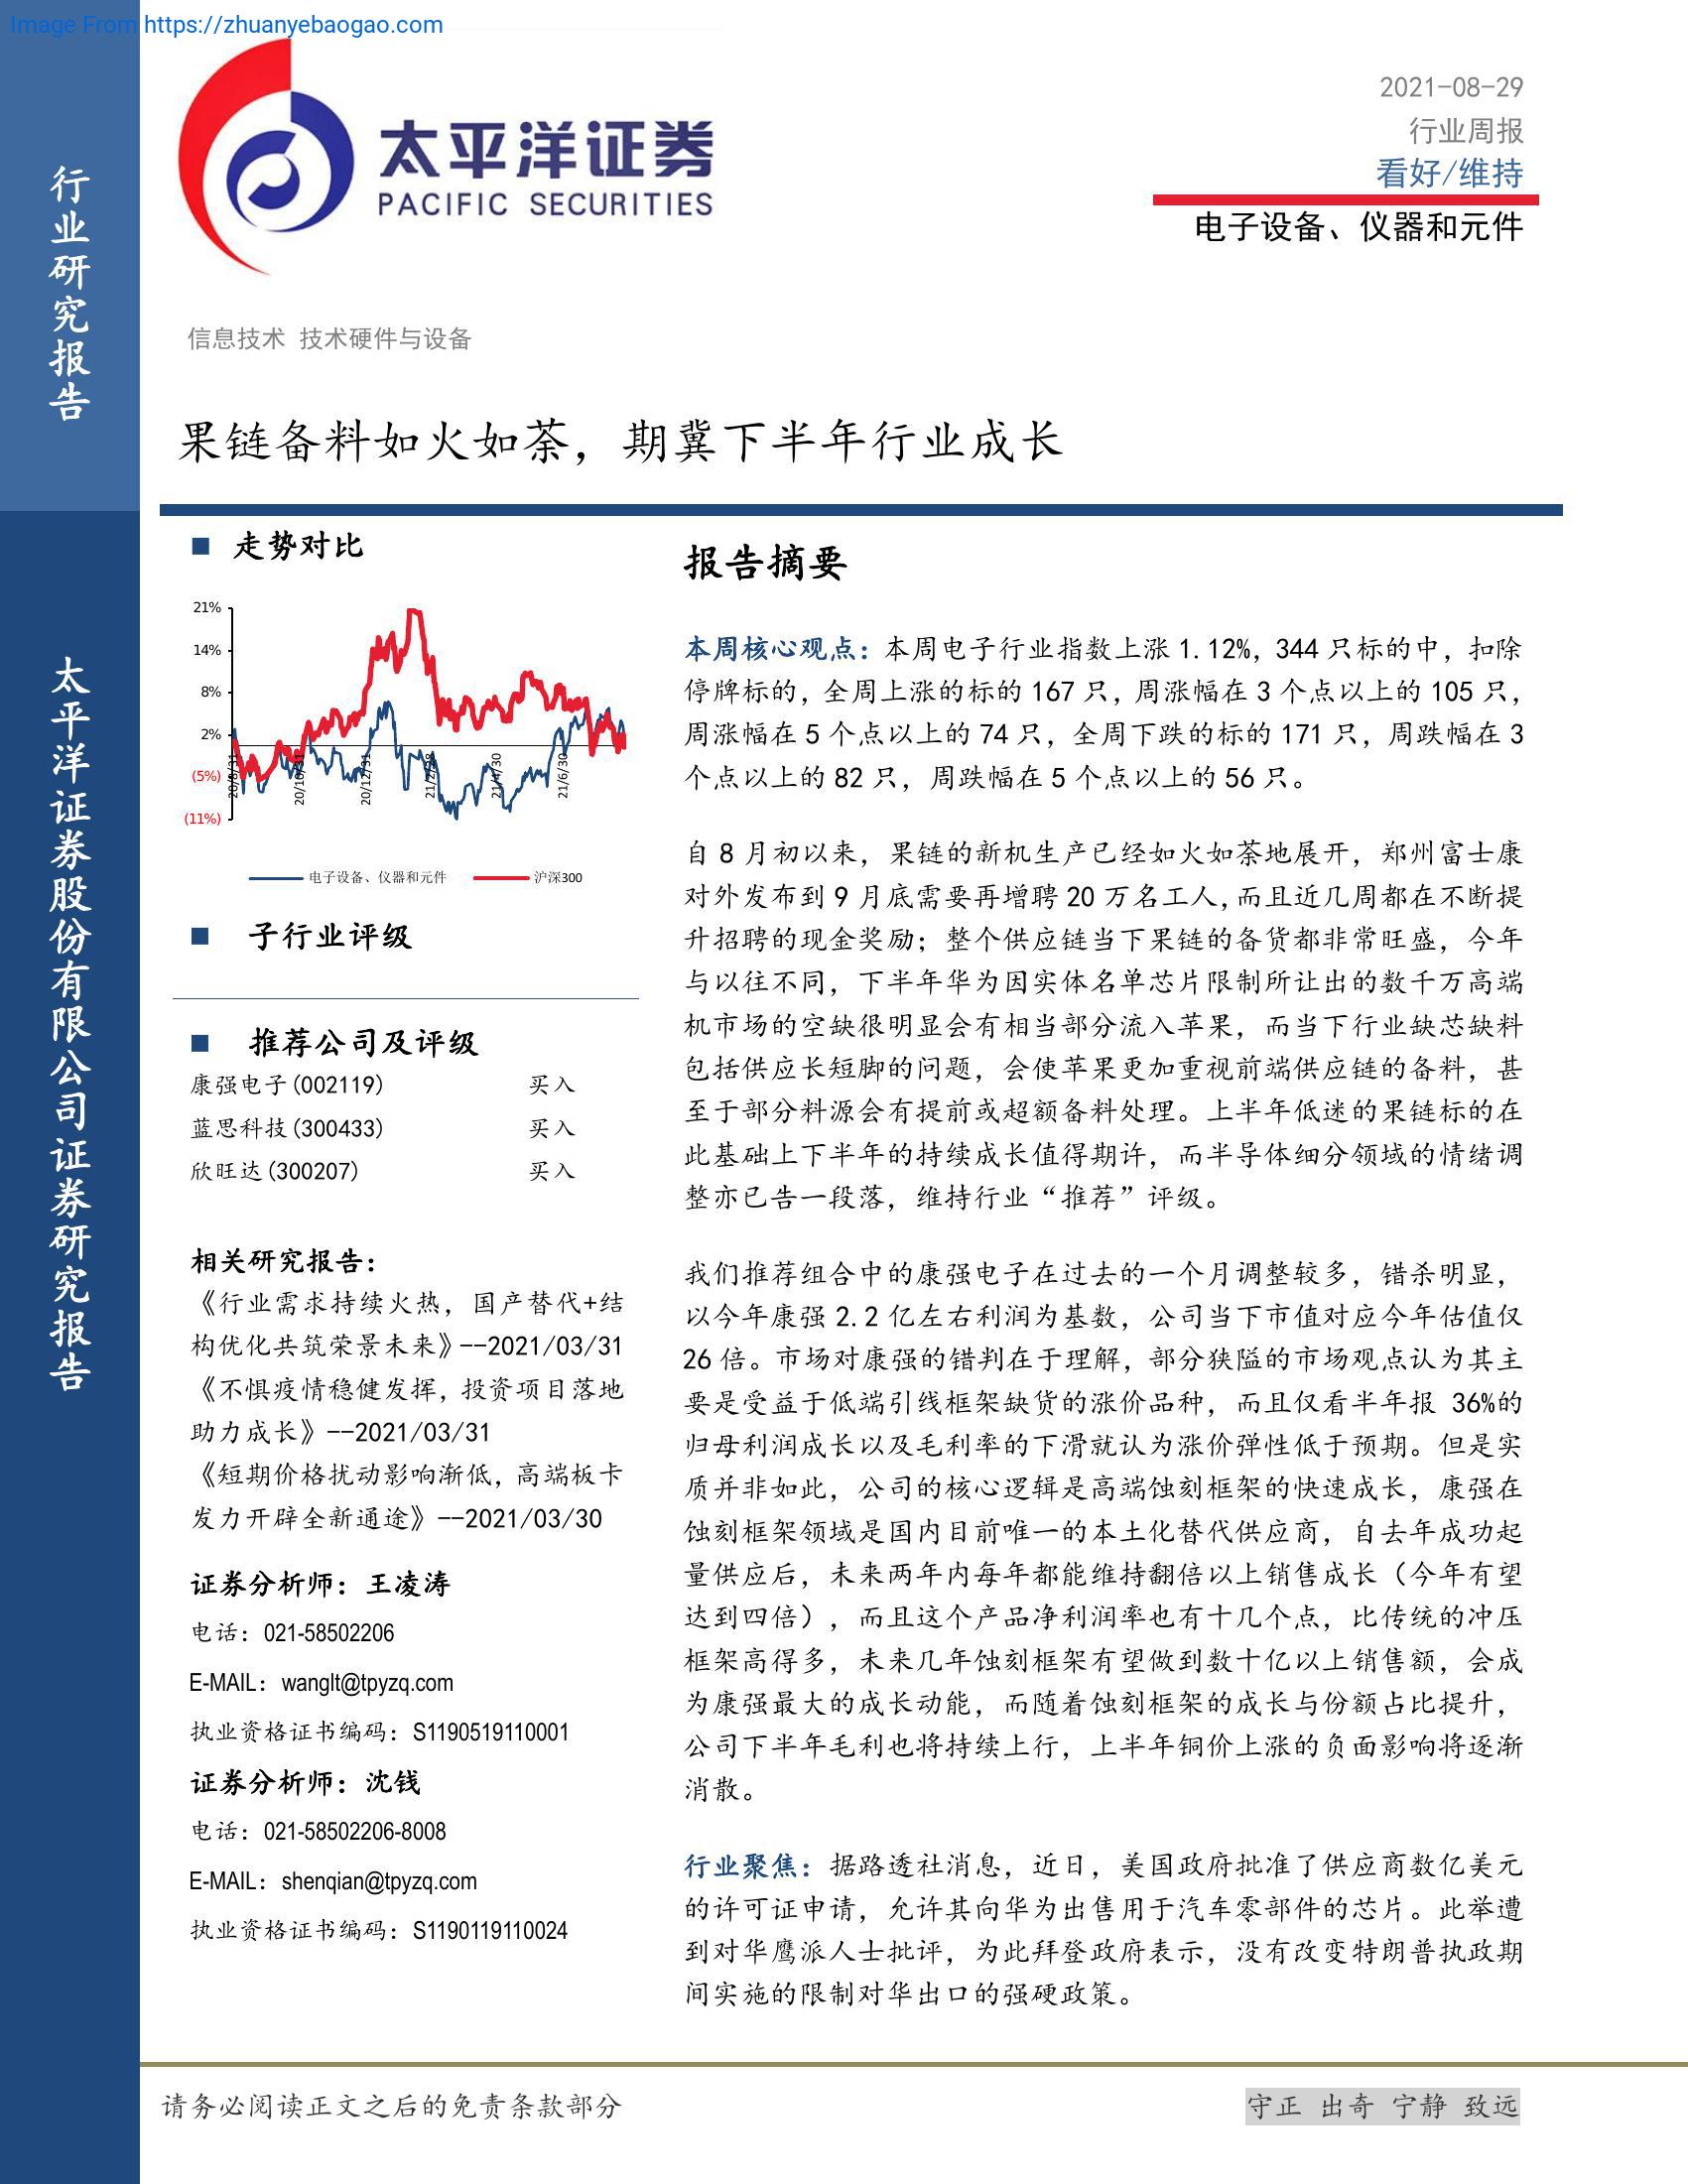 Image From https://zhuanyebaogao.com
行业研究报告
太平洋证券股份有限公司证券研究报告
太平洋证券
PACIFIC SECURITIES
2021-08-29
行业周报
看好/维持
电子设备、仪器和元件
信息技术 技术硬件与设备
果链备料如火如荼，期冀下半年行业成长
■ 走势对比
21%
14%
8%
2%
(5%)
(11%)
20/8/31
20/10/31
20/12/31
21/2/28
21/4/30
21/6/30
电子设备、仪器和元件
沪深300
■ 子行业评级
■ 推荐公司及评级
康强电子(002119) 买入
蓝思科技(300433) 买入
欣旺达(300207) 买入
相关研究报告：
《行业需求持续火热，国产替代+结
构优化共筑荣景未来》--2021/03/31
《不惧疫情稳健发挥，投资项目落地
助力成长》--2021/03/31
《短期价格扰动影响渐低，高端板卡
发力开辟全新通途》--2021/03/30
证券分析师：王凌涛
电话：021-58502206
E-MAIL：wanglt@tpyzq.com
执业资格证书编码：S1190519110001
证券分析师：沈钱
电话：021-58502206-8008
E-MAIL：shenqian@tpyzq.com
执业资格证书编码：S1190119110024
报告摘要
本周核心观点：本周电子行业指数上涨 1.12%，344 只标的中，扣除
停牌标的，全周上涨的标的 167 只，周涨幅在 3 个点以上的 105 只，
周涨幅在 5 个点以上的 74 只，全周下跌的标的 171 只，周跌幅在 3
个点以上的 82 只，周跌幅在 5 个点以上的 56 只。
自 8 月初以来，果链的新机生产已经如火如荼地展开，郑州富士康
对外发布到 9 月底需要再增聘 20 万名工人，而且近几周都在不断提
升招聘的现金奖励；整个供应链当下果链的备货都非常旺盛，今年
与以往不同，下半年华为因实体名单芯片限制所让出的数千万高端
机市场的空缺很明显会有相当部分流入苹果，而当下行业缺芯缺料
包括供应长短脚的问题，会使苹果更加重视前端供应链的备料，甚
至于部分料源会有提前或超额备料处理。上半年低迷的果链标的在
此基础上下半年的持续成长值得期许，而半导体细分领域的情绪调
整亦已告一段落，维持行业“推荐”评级。
我们推荐组合中的康强电子在过去的一个月调整较多，错杀明显，
以今年康强 2.2 亿左右利润为基数，公司当下市值对应今年估值仅
26 倍。市场对康强的错判在于理解，部分狭隘的市场观点认为其主
要是受益于低端引线框架缺货的涨价品种，而且仅看半年报 36%的
归母利润成长以及毛利率的下滑就认为涨价弹性低于预期。但是实
质并非如此，公司的核心逻辑是高端蚀刻框架的快速成长，康强在
蚀刻框架领域是国内目前唯一的本土化替代供应商，自去年成功起
量供应后，未来两年内每年都能维持翻倍以上销售成长（今年有望
达到四倍），而且这个产品净利润率也有十几个点，比传统的冲压
框架高得多，未来几年蚀刻框架有望做到数十亿以上销售额，会成
为康强最大的成长动能，而随着蚀刻框架的成长与份额占比提升，
公司下半年毛利也将持续上行，上半年铜价上涨的负面影响将逐渐
消散。
行业聚焦：据路透社消息，近日，美国政府批准了供应商数亿美元
的许可证申请，允许其向华为出售用于汽车零部件的芯片。此举遭
到对华鹰派人士批评，为此拜登政府表示，没有改变特朗普执政期
间实施的限制对华出口的强硬政策。
请务必阅读正文之后的免责条款部分
守正 出奇 宁静 致远